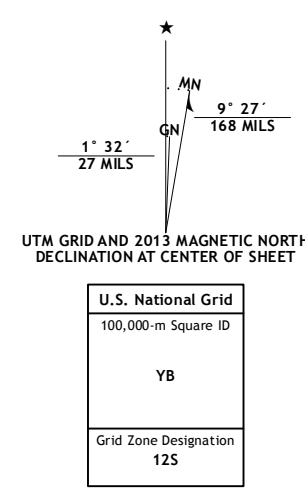 ★
MN
GN
9° 27´
168 MILS
1° 32´
27 MILS
UTM GRID AND 2013 MAGNETIC NORTH
DECLINATION AT CENTER OF SHEET
U.S. National Grid
100,000-m Square ID
YB
Grid Zone Designation
12S